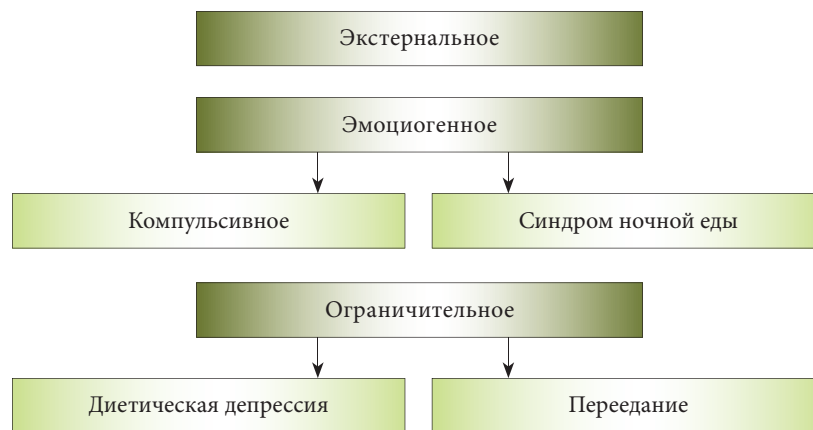 Экстернальное
Эмоциогенное
Компульсивное
Синдром ночной еды
Ограничительное
Диетическая депрессия
Переедание